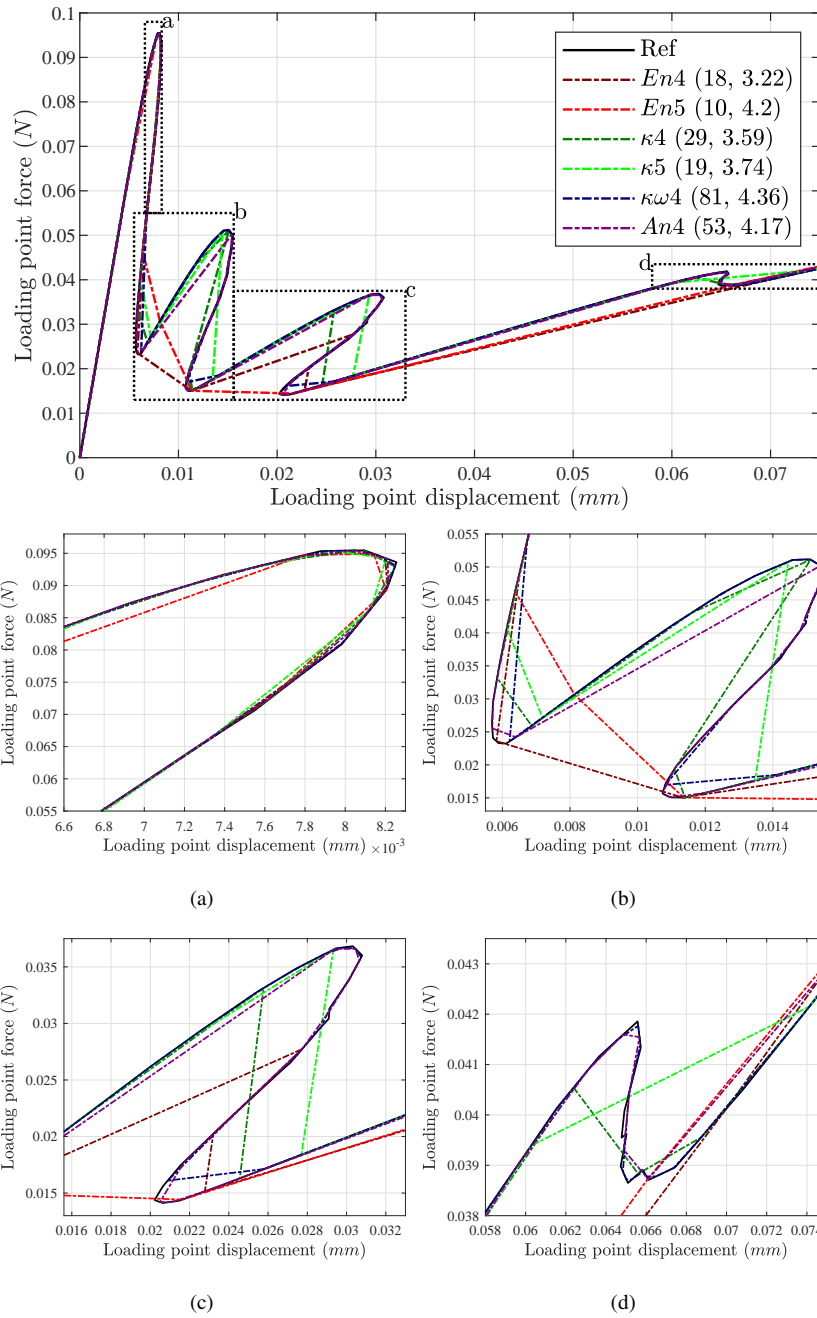 0.1
0.09
0.08
0.07
0.06
0.05
0.04
0.03
0.02
0.01
0
Loading point force (N)
a
b
c
d
Ref
En4 (18, 3.22)
En5 (10, 4.2)
κ4 (29, 3.59)
κ5 (19, 3.74)
κω4 (81, 4.36)
An4 (53, 4.17)
0 0.01 0.02 0.03 0.04 0.05 0.06 0.07
Loading point displacement (mm)
0.095
0.09
0.085
0.08
0.075
0.07
0.065
0.06
0.055
Loading point force (N)
6.6 6.8 7 7.2 7.4 7.6 7.8 8 8.2
Loading point displacement (mm) ×10⁻³
(a)
0.055
0.05
0.045
0.04
0.035
0.03
0.025
0.02
0.015
Loading point force (N)
0.006 0.008 0.01 0.012 0.014
Loading point displacement (mm)
(b)
0.035
0.03
0.025
0.02
0.015
Loading point force (N)
0.016 0.018 0.02 0.022 0.024 0.026 0.028 0.03 0.032
Loading point displacement (mm)
(c)
0.043
0.042
0.041
0.04
0.039
0.038
Loading point force (N)
0.058 0.06 0.062 0.064 0.066 0.068 0.07 0.072 0.074
Loading point displacement (mm)
(d)